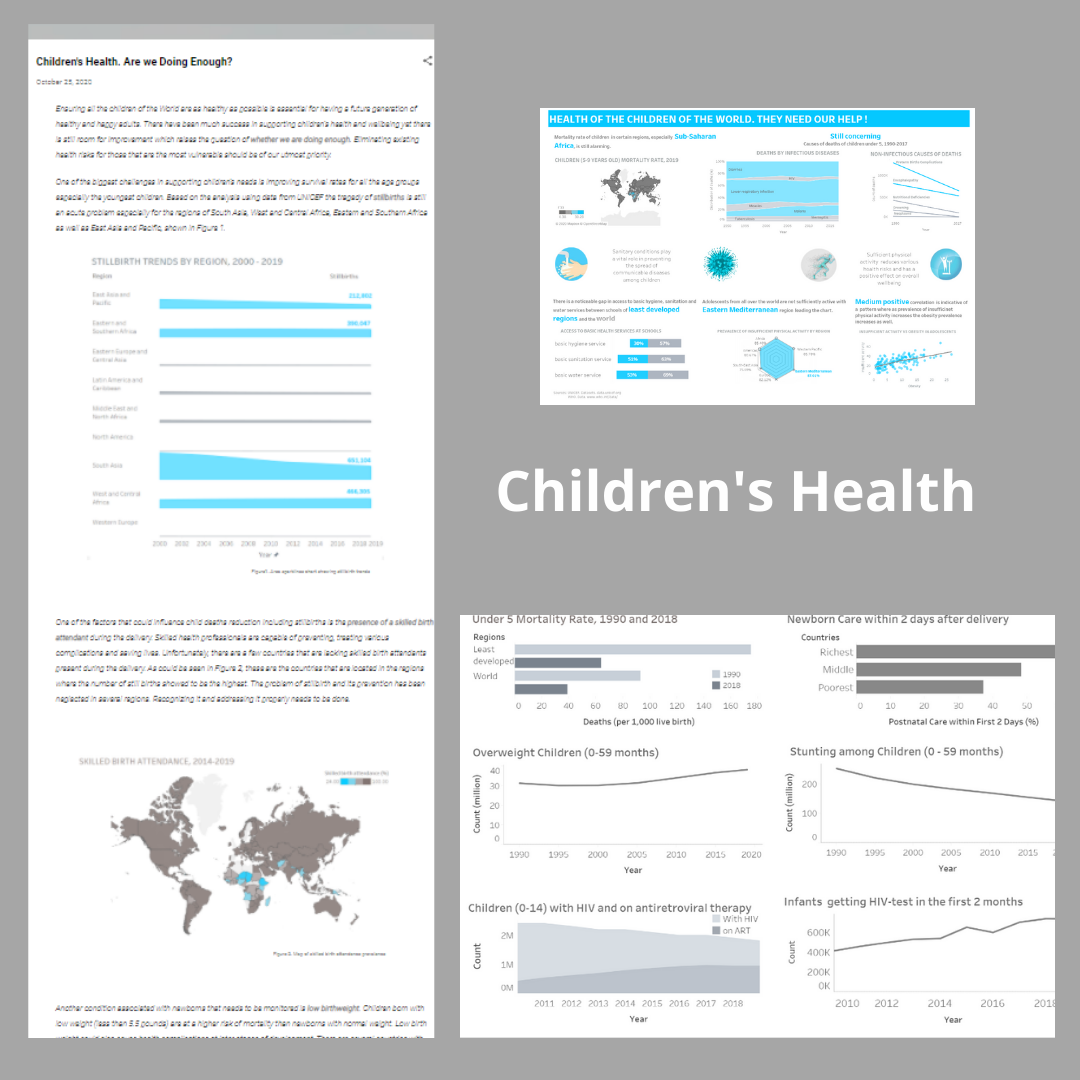 Children's Health. Are we Doing Enough?
October 25, 2020
Ensuring all the children of the World are as healthy as possible is essential for having a future generation of
healthy and happy adults. There have been much success in supporting children's health and wellbeing yet there
is still room for improvement which raises the question of whether we are doing enough. Eliminating existing
health risks for those that are the most vulnerable should be of our utmost priority.
One of the biggest challenges in supporting children's needs is improving survival rates for all the age groups
especially the youngest children. Based on the analysis using data from UNICEF the tragedy of stillbirths is still
an acute problem especially for the regions of South Asia, West and Central Africa, Eastern and Southern Africa
as well as East Asia and Pacific, shown in Figure 1.
STILLBIRTH TRENDS BY REGION, 2000 - 2019
Region
Stillbirths
East Asia and
Pacific
Eastern and
Southern Africa
Eastern Europe and
Central Asia
Latin America and
Caribbean
Middle East and
North Africa
North America
South Asia
West and Central
Africa
Western Europe
2000 2002 2004 2006 2008 2010 2012 2014 2016 2018 2019
Year
One of the factors that could influence child deaths reduction including stillbirths is the presence of a skilled birth
attendant during the delivery. Skilled health professionals are capable of preventing, treating various
complications and saving lives. Unfortunately, there are a few countries that are lacking skilled birth attendants
present during the delivery. As could be seen in Figure 2, these are the countries that are located in the regions
where the number of still births showed to be the highest. The problem of stillbirth and its prevention has been
neglected in several regions. Recognizing it and addressing it properly needs to be done.
SKILLED BIRTH ATTENDANCE, 2014-2019
Skilled birth attendance (%)
Figure 2. Map of skilled birth attendance prevalence
Another condition associated with newborns that needs to be monitored is low birthweight. Children born with
low weight (less than 5.5 pounds) are at a higher risk of mortality than newborns with normal weight. Low birth
HEALTH OF THE CHILDREN OF THE WORLD. THEY NEED OUR HELP !
Mortality rate of children in certain regions, especially Sub-Saharan
Africa, is still alarming.
Still concerning
Causes of deaths of children under 5, 1990-2017
CHILDREN (5-9 YEARS OLD) MORTALITY RATE, 2019
DEATHS BY INFECTIOUS DISEASES
NON-INFECTIOUS CAUSES OF DEATHS
Lower respiratory infection
Year
Year
Sanitary conditions play
a vital role in preventing
the spread of
communicable diseases
among children
Sufficient physical
activity reduces various
health risks and has a
positive effect on overall
wellbeing
There is a noticeable gap in access to basic hygiene, sanitation and
water services between schools of least developed
regions and the World
Adolescents from all over the world are not sufficiently active with
Eastern Mediterranean region leading the chart.
Medium positive correlation is indicative of
a pattern where as prevalence of insufficient
physical activity increases the obesity prevalence
increases as well.
ACCESS TO BASIC HEALTH SERVICES AT SCHOOLS
basic hygiene service
basic sanitation service
basic water service
PREVALENCE OF INSUFFICIENT PHYSICAL ACTIVITY BY REGIONS
Children's Health
Under 5 Mortality Rate, 1990 and 2018
Regions
Least
developed
World
1990
2018
0 20 40 60 80 100 120 140 160 180
Deaths (per 1,000 live birth)
Newborn Care within 2 days after delivery
Countries
Richest
Middle
Poorest
0 10 20 30 40 50
Postnatal Care within First 2 Days (%)
Overweight Children (0-59 months)
Count (million)
40
30
20
10
0
1990 1995 2000 2005 2010 2015 2020
Year
Stunting among Children (0 - 59 months)
Count (million)
200
100
0
1990 1995 2000 2005 2010 2015
Year
Children (0-14) with HIV and on antiretroviral therapy
With HIV
on ART
Count
2M
1M
0M
2011 2012 2013 2014 2015 2016 2017 2018
Year
Infants getting HIV-test in the first 2 months
Count
600K
400K
200K
0K
2010 2012 2014 2016 2018
Year